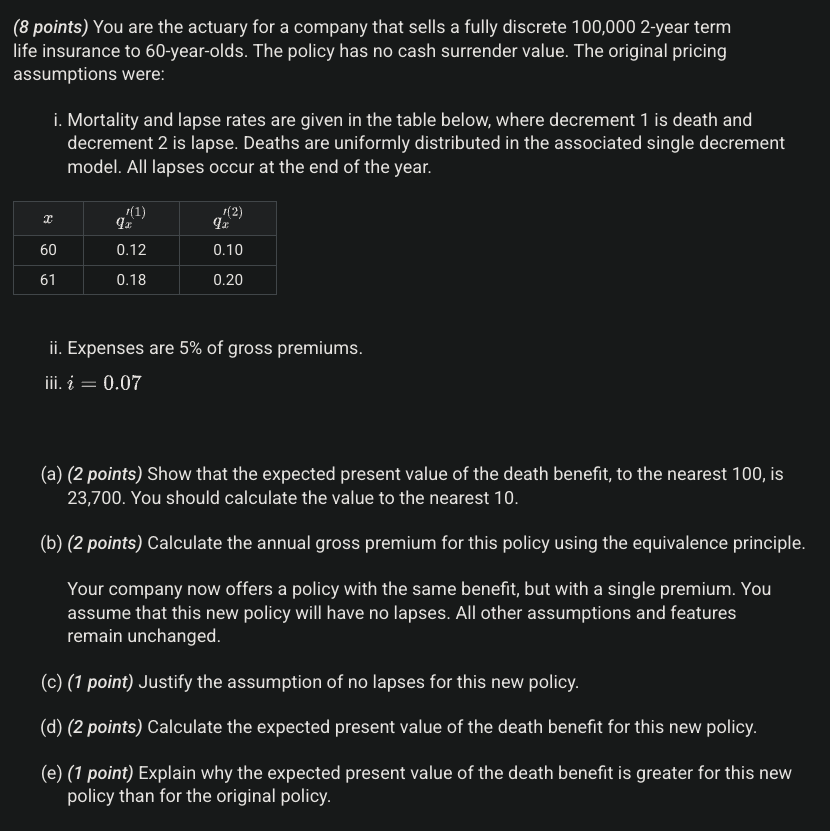 (8 points) You are the actuary for a company that sells a fully discrete 100,000 2-year term
life insurance to 60-year-olds. The policy has no cash surrender value. The original pricing
assumptions were:
i. Mortality and lapse rates are given in the table below, where decrement 1 is death and
decrement 2 is lapse. Deaths are uniformly distributed in the associated single decrement
model. All lapses occur at the end of the year.
x q′x(1) q′x(2)
60 0.12 0.10
61 0.18 0.20
ii. Expenses are 5% of gross premiums.
iii. i = 0.07
(a) (2 points) Show that the expected present value of the death benefit, to the nearest 100, is
23,700. You should calculate the value to the nearest 10.
(b) (2 points) Calculate the annual gross premium for this policy using the equivalence principle.
Your company now offers a policy with the same benefit, but with a single premium. You
assume that this new policy will have no lapses. All other assumptions and features
remain unchanged.
(c) (1 point) Justify the assumption of no lapses for this new policy.
(d) (2 points) Calculate the expected present value of the death benefit for this new policy.
(e) (1 point) Explain why the expected present value of the death benefit is greater for this new
policy than for the original policy.